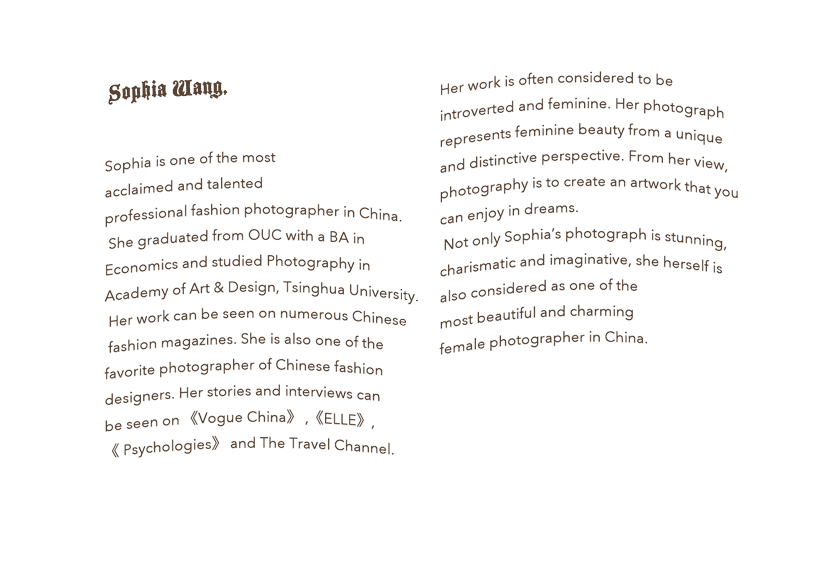 Sophia Wang.
Sophia is one of the most
acclaimed and talented
professional fashion photographer in China.
She graduated from OUC with a BA in
Economics and studied Photography in
Academy of Art & Design, Tsinghua University.
Her work can be seen on numerous Chinese
fashion magazines. She is also one of the
favorite photographer of Chinese fashion
designers. Her stories and interviews can
be seen on 《Vogue China》 ,《ELLE》,
《 Psychologies》 and The Travel Channel.
Her work is often considered to be
introverted and feminine. Her photograph
represents feminine beauty from a unique
and distinctive perspective. From her view,
photography is to create an artwork that you
can enjoy in dreams.
Not only Sophia's photograph is stunning,
charismatic and imaginative, she herself is
also considered as one of the
most beautiful and charming
female photographer in China.